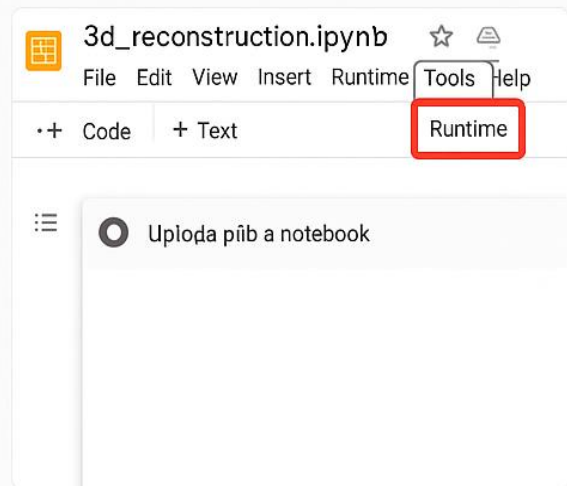 3d_reconstruction.ipynb
File Edit View Insert Runtime Tools Help
+ Code + Text
Runtime
Uploda pîb a notebook